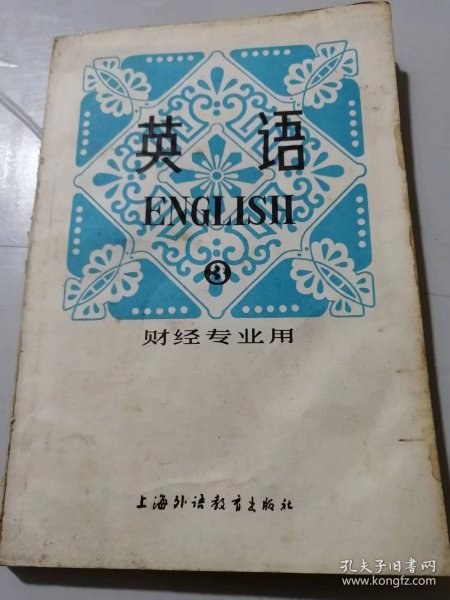 英 语
ENGLISH
3
财经专业用
上海外语教育出版社
孔夫子旧书网
www.kongfz.com